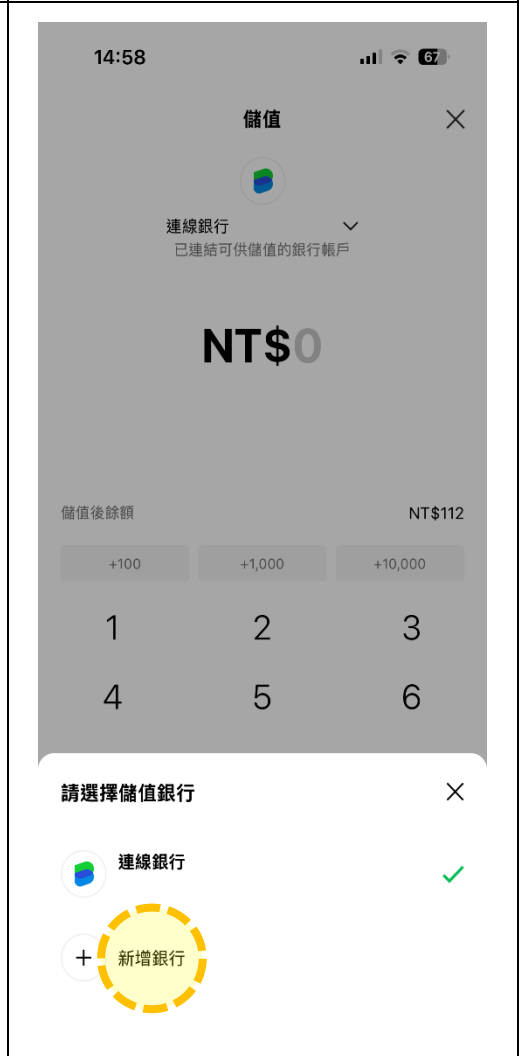 14:58
67
儲值
連線銀行
已連結可供儲值的銀行帳戶
NT$0
儲值後餘額 NT$112
+100 +1,000 +10,000
1 2 3
4 5 6
請選擇儲值銀行
連線銀行
+ 新增銀行